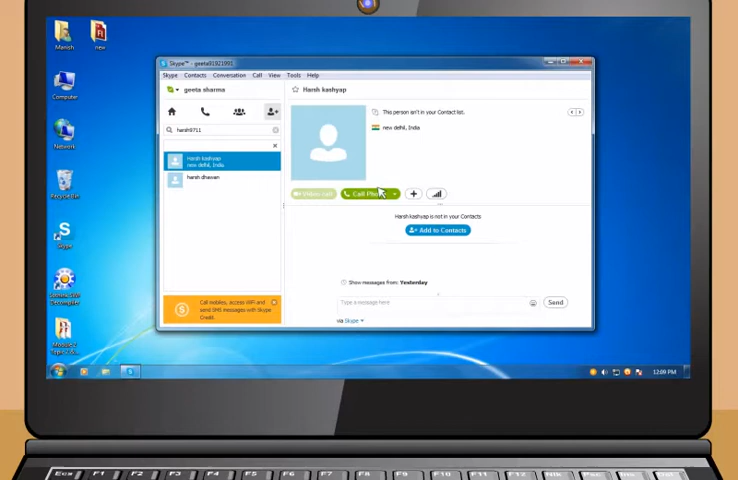 Manish
new
Computer
Network
Recycle Bin
Skype
Skype™ - geeta81921991
Skype Contacts Conversation Call View Tools Help
geeta sharma
harsh9711
Harsh kashyap
new delhi, India
harsh dhawan
Call mobiles, access WiFi and
send SMS messages with Skype
Credit.
Harsh kashyap
This person isn't in your Contact list.
new delhi, India
Video call
Call
Harsh kashyap is not in your Contacts
Add to Contacts
Show messages from: Yesterday
Type a message here
Send
via Skype
12:09 PM
F1 F2 F3 F4 F5 F6 F7 F8 F9 F10 F11 F12